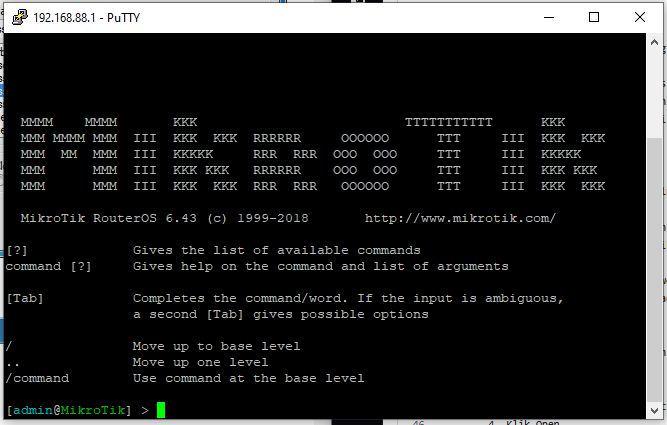 192.168.88.1 - PuTTY
MMMM    MMMM       KKK                          TTTTTTTTTTT      KKK
MMM MMMM MMM  III  KKK  KKK  RRRRRR     OOOOOO      TTT     III  KKK  KKK
MMM  MM  MMM  III  KKKKK     RRR  RRR  OOO  OOO     TTT     III  KKKKK
MMM      MMM  III  KKK KKK   RRRRRR    OOO  OOO     TTT     III  KKK KKK
MMM      MMM  III  KKK  KKK  RRR  RRR   OOOOOO      TTT     III  KKK  KKK
MikroTik RouterOS 6.43 (c) 1999-2018       http://www.mikrotik.com/
[?]             Gives the list of available commands
command [?]     Gives help on the command and list of arguments
[Tab]           Completes the command/word. If the input is ambiguous,
a second [Tab] gives possible options
/               Move up to base level
..              Move up one level
/command        Use command at the base level
[admin@MikroTik] >
46 4. Klik Open